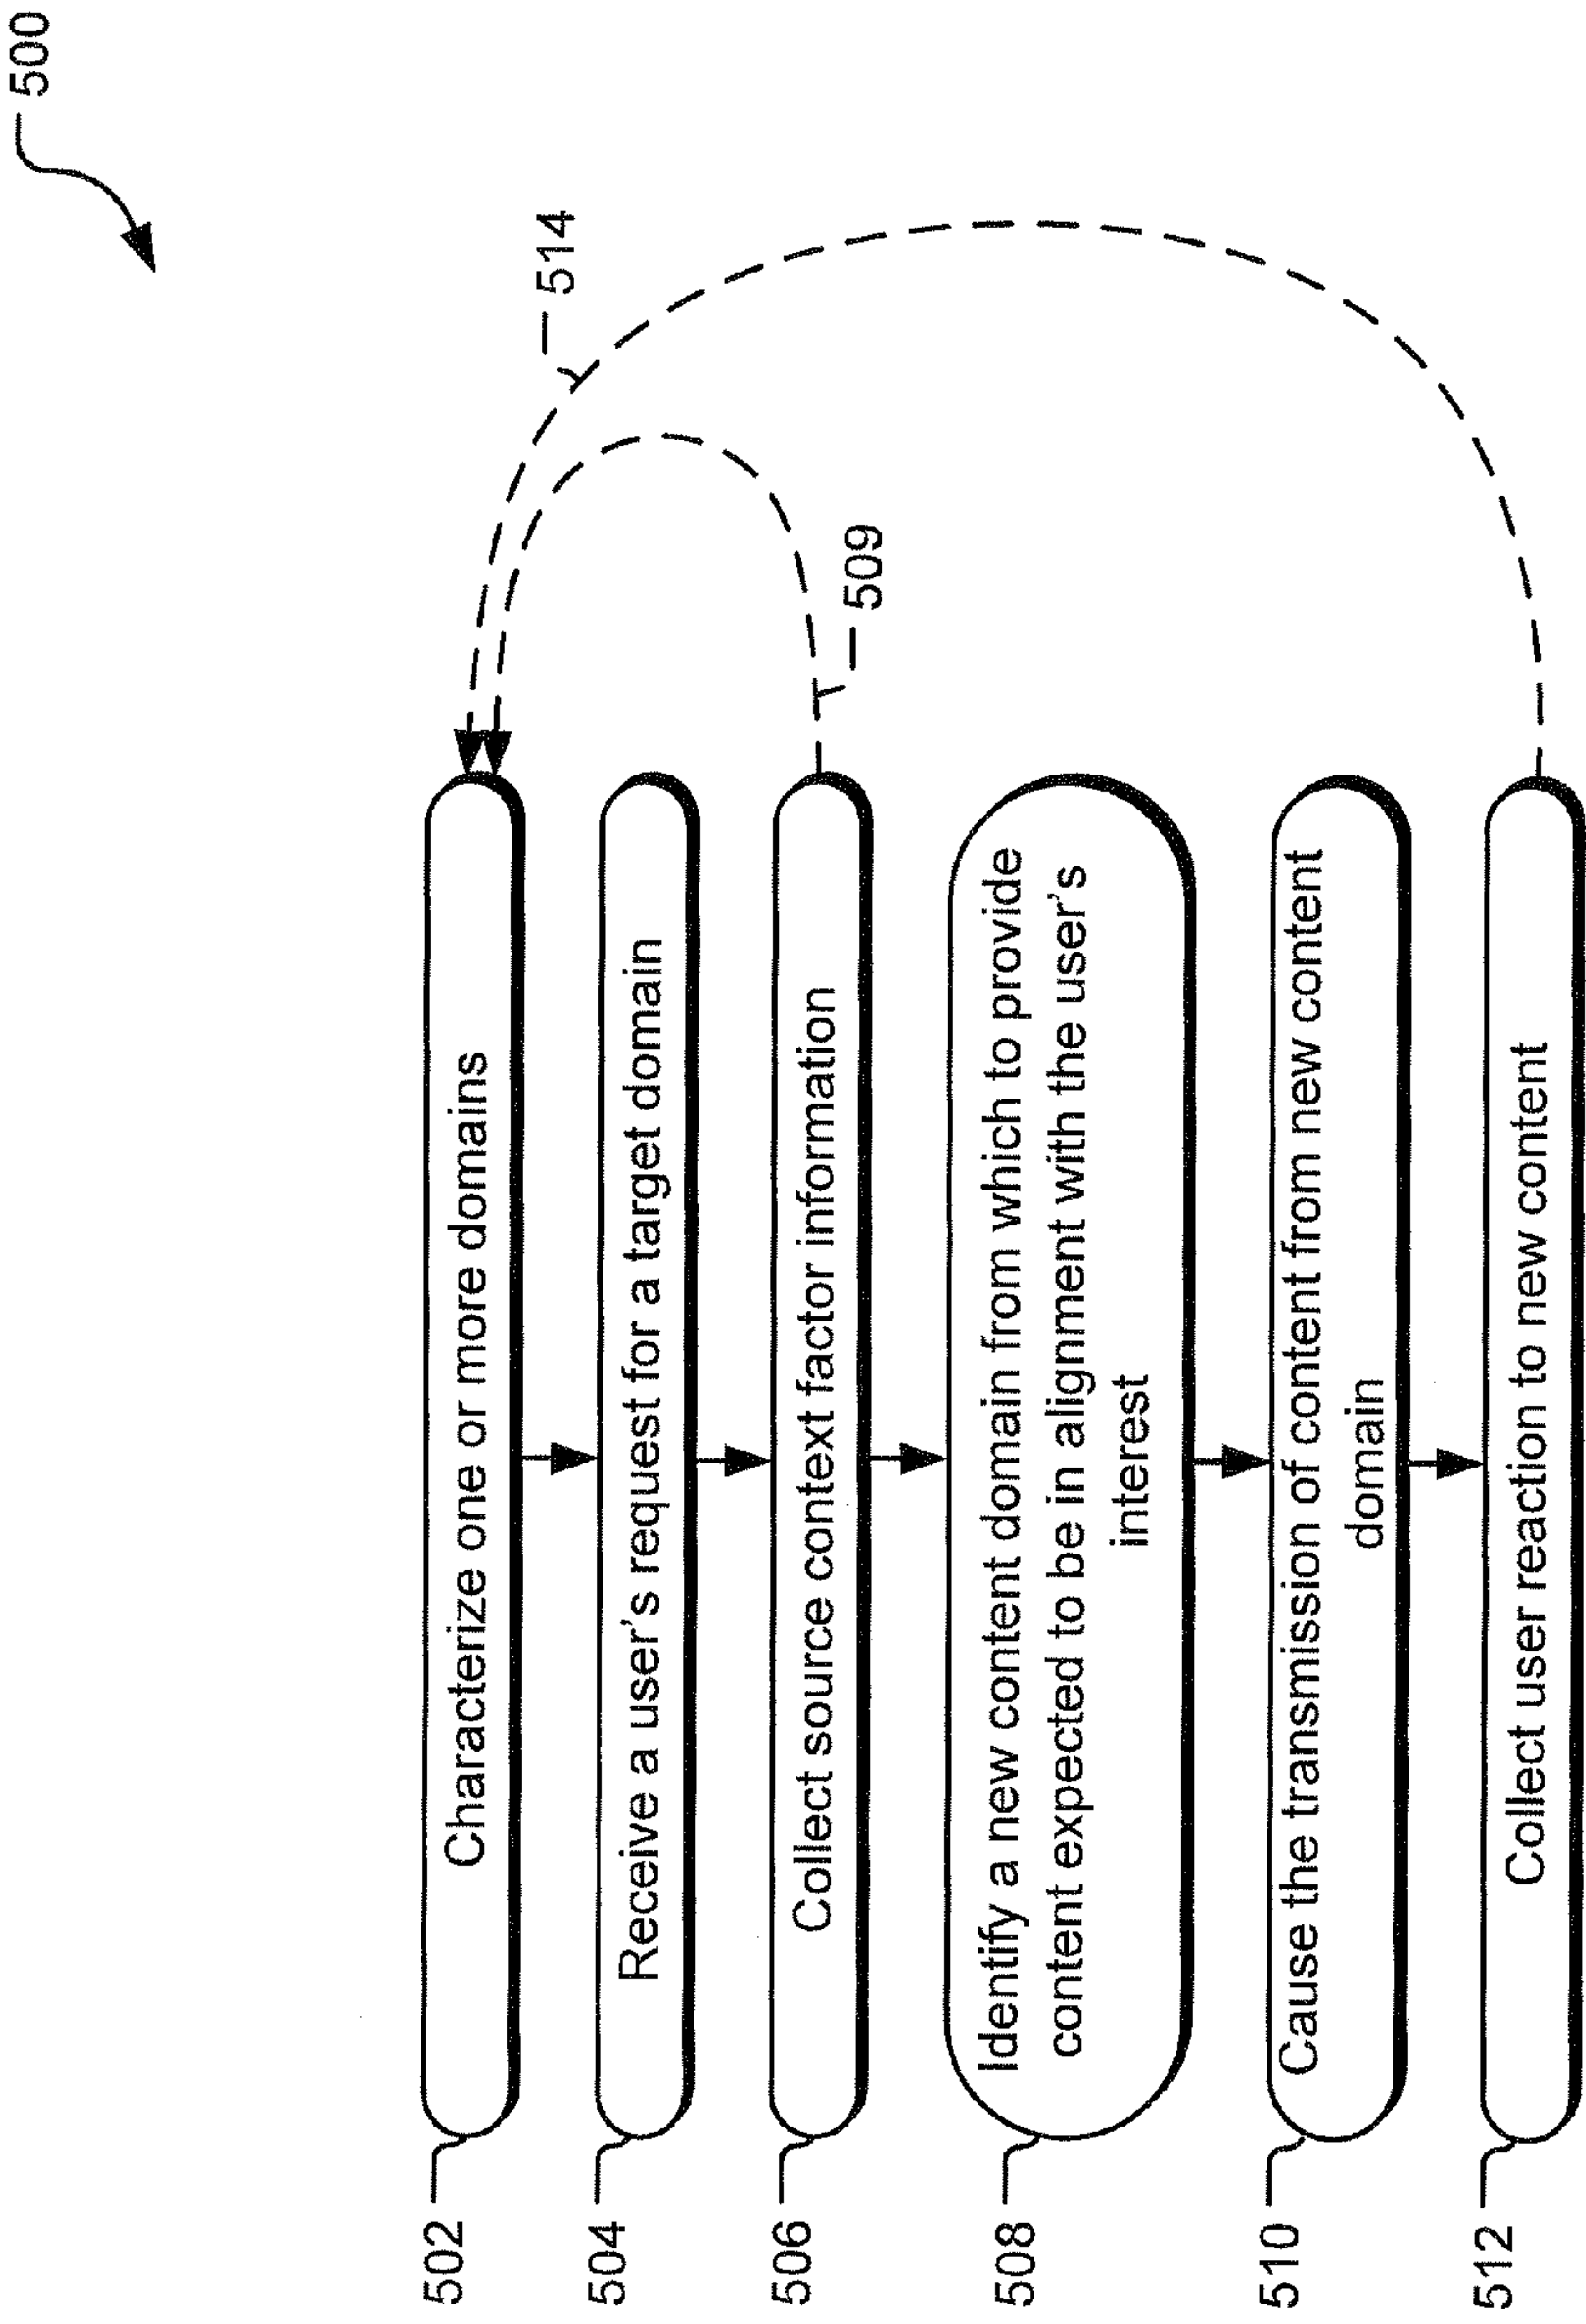 500
502
Characterize one or more domains
514
504
Receive a user's request for a target domain
506
Collect source context factor information
509
508
Identify a new content domain from which to provide
content expected to be in alignment with the user's
interest
510
Cause the transmission of content from new content
domain
512
Collect user reaction to new content